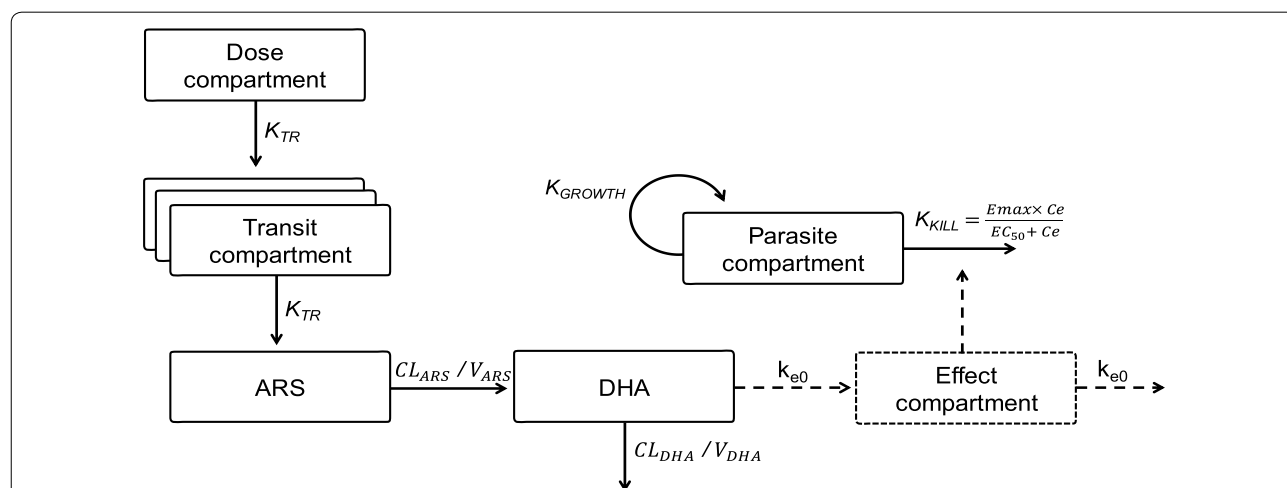 Dose
compartment
K_TR
Transit
compartment
K_TR
ARS
CL_ARS / V_ARS
DHA
CL_DHA / V_DHA
k_e0
Effect
compartment
k_e0
K_GROWTH
Parasite
compartment
K_KILL = Emax× Ce / EC_50 + Ce